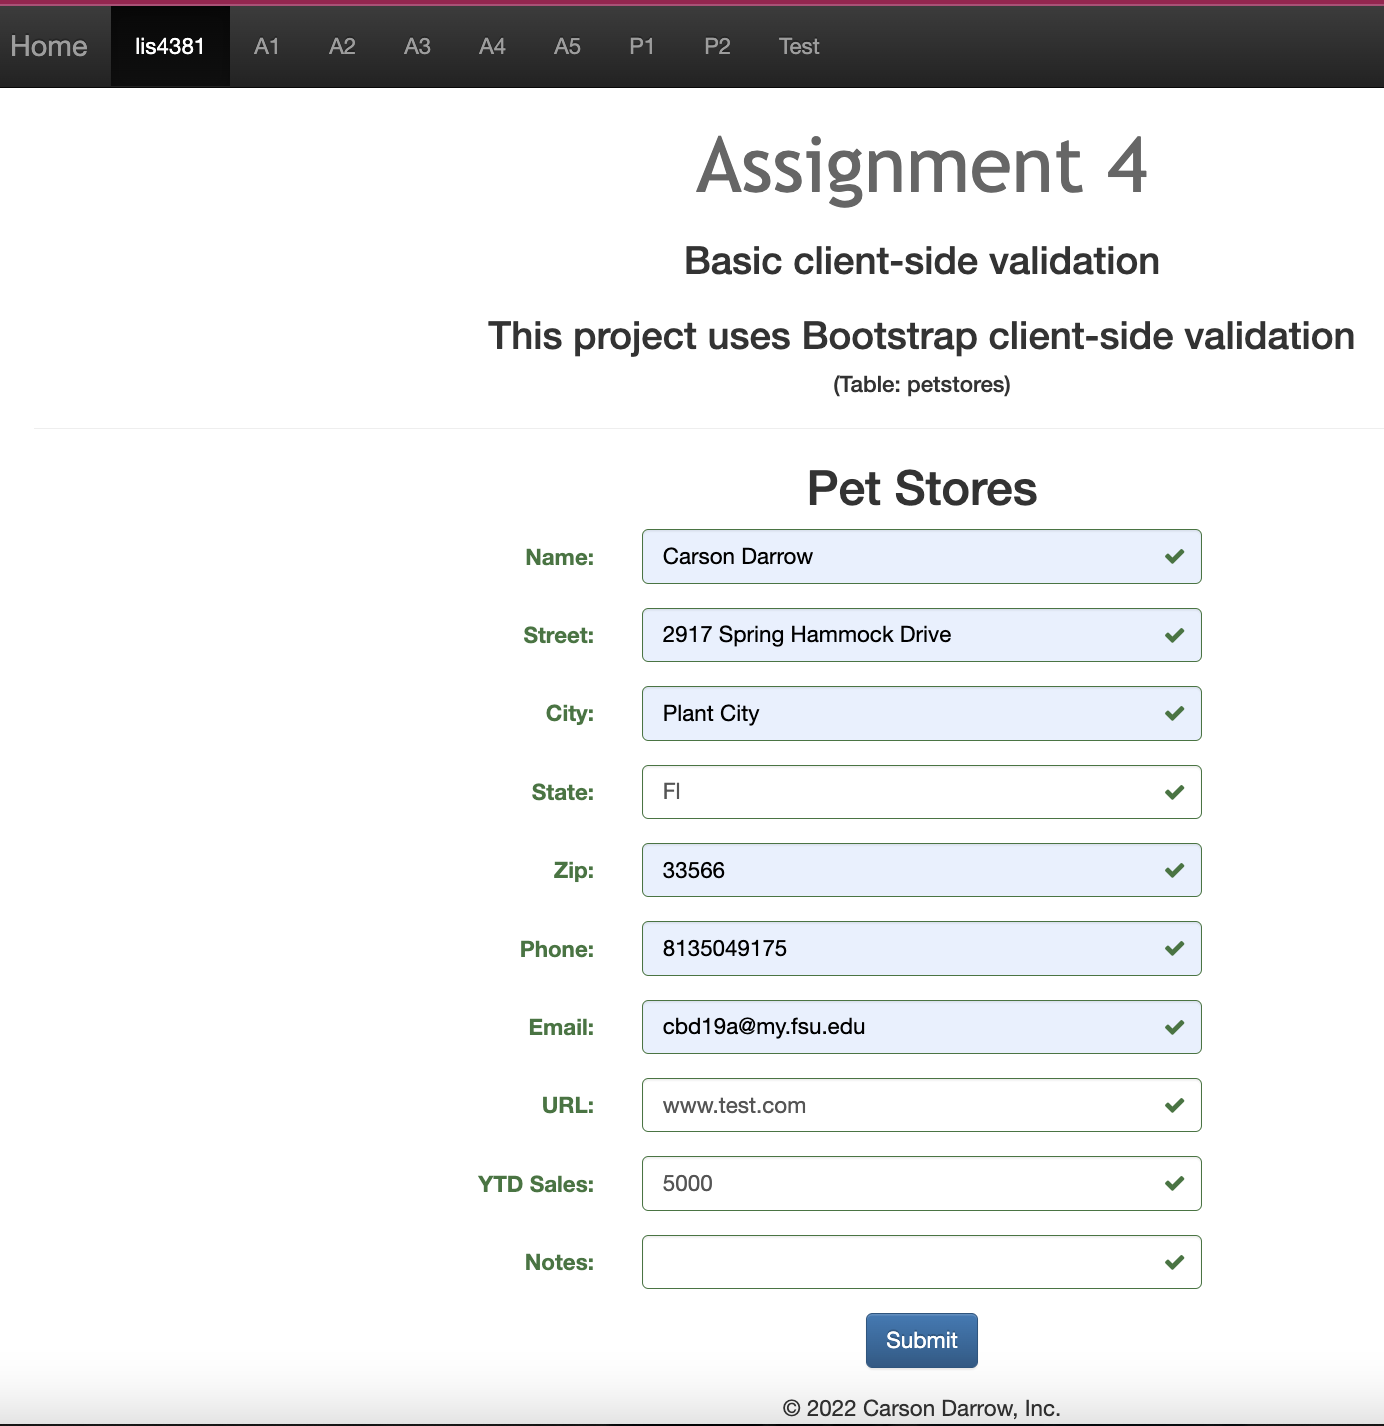 Home lis4381 A1 A2 A3 A4 A5 P1 P2 Test
Assignment 4
Basic client-side validation
This project uses Bootstrap client-side validation
(Table: petstores)
Pet Stores
Name: Carson Darrow
Street: 2917 Spring Hammock Drive
City: Plant City
State: Fl
Zip: 33566
Phone: 8135049175
Email: cbd19a@my.fsu.edu
URL: www.test.com
YTD Sales: 5000
Notes:
Submit
© 2022 Carson Darrow, Inc.